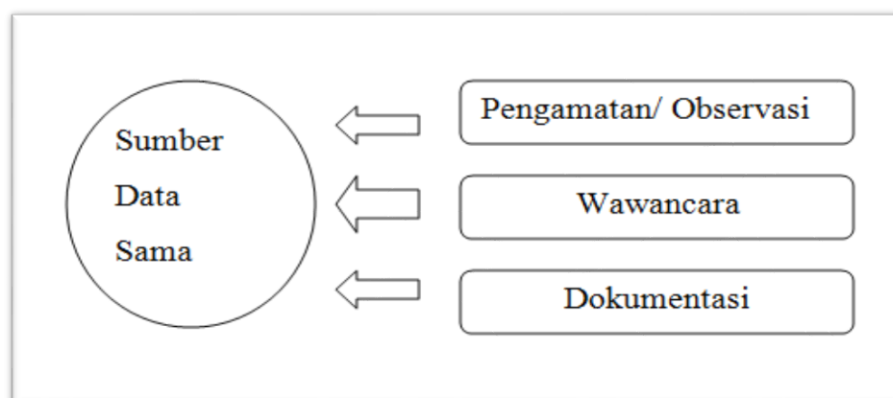 Sumber
Data
Sama
Pengamatan/ Observasi
Wawancara
Dokumentasi